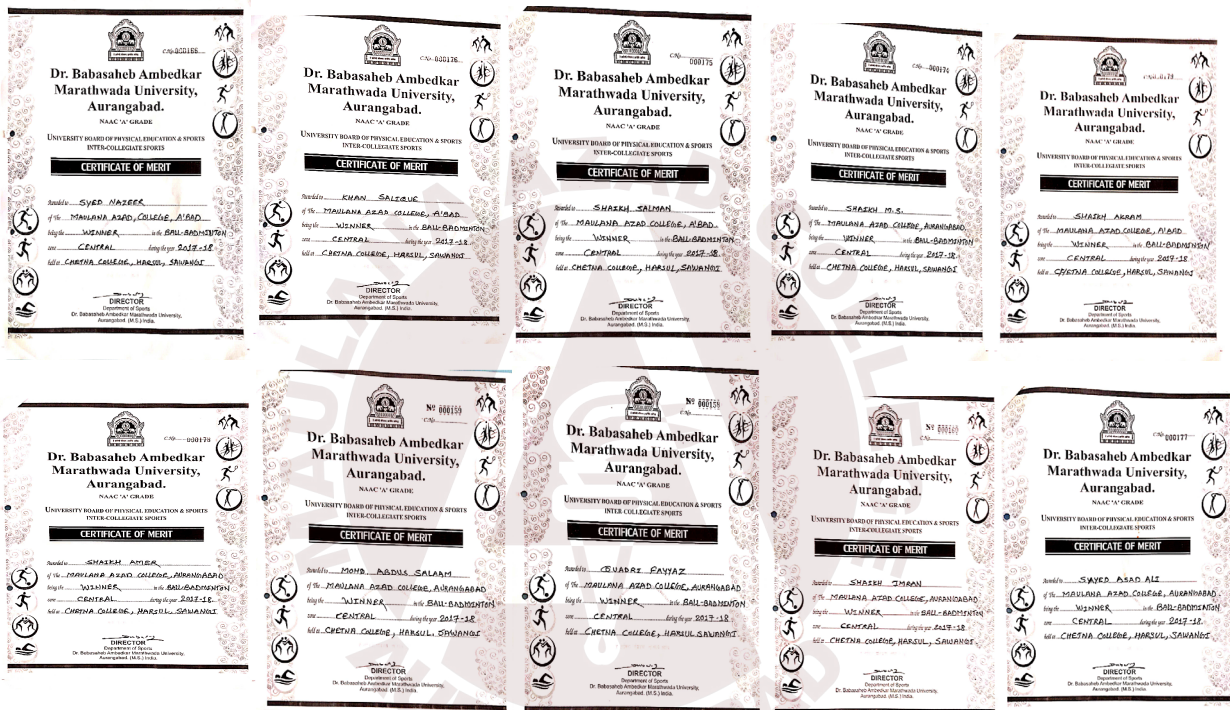 C.No. 000165
Dr. Babasaheb Ambedkar
Marathwada University,
Aurangabad.
NAAC 'A' GRADE
UNIVERSITY BOARD OF PHYSICAL EDUCATION & SPORTS
INTER-COLLEGIATE SPORTS
CERTIFICATE OF MERIT
Awarded to SYED NAZEER
of The MAULANA AZAD, COLLEGE, A'BAD
being the WINNER in the BALL-BADMINTON
zone CENTRAL during the year 2017-18
held at CHETNA COLLEGE, HARSUL, SAWANGI
DIRECTOR
Department of Sports
Dr. Babasaheb Ambedkar Marathwada University,
Aurangabad. (M.S.) India.
C.No. 000176
Dr. Babasaheb Ambedkar
Marathwada University,
Aurangabad.
NAAC 'A' GRADE
UNIVERSITY BOARD OF PHYSICAL EDUCATION & SPORTS
INTER-COLLEGIATE SPORTS
CERTIFICATE OF MERIT
Awarded to KHAN SALIQUE
of The MAULANA AZAD COLLEGE, A'BAD
being the WINNER in the BALL-BADMINTON
zone CENTRAL during the year 2017-18
held at CHETNA COLLEGE, HARSUL, SAWANGI
DIRECTOR
Department of Sports
Dr. Babasaheb Ambedkar Marathwada University,
Aurangabad. (M.S.) India.
C.No. 000175
Dr. Babasaheb Ambedkar
Marathwada University,
Aurangabad.
NAAC 'A' GRADE
UNIVERSITY BOARD OF PHYSICAL EDUCATION & SPORTS
INTER-COLLEGIATE SPORTS
CERTIFICATE OF MERIT
Awarded to SHAIKH SALMAN
of The MAULANA AZAD COLLEGE, A'BAD
being the WINNER in the BALL-BADMINTON
zone CENTRAL during the year 2017-18
held at CHETNA COLLEGE, HARSUL, SAWANGI
DIRECTOR
Department of Sports
Dr. Babasaheb Ambedkar Marathwada University,
Aurangabad. (M.S.) India.
C.No. 000174
Dr. Babasaheb Ambedkar
Marathwada University,
Aurangabad.
NAAC 'A' GRADE
UNIVERSITY BOARD OF PHYSICAL EDUCATION & SPORTS
INTER-COLLEGIATE SPORTS
CERTIFICATE OF MERIT
Awarded to SHAIKH M.S.
of The MAULANA AZAD COLLEGE, AURANGABAD
being the WINNER in the BALL-BADMINTON
zone CENTRAL during the year 2017-18
held at CHETNA COLLEGE, HARSUL, SAWANGI
DIRECTOR
Department of Sports
Dr. Babasaheb Ambedkar Marathwada University,
Aurangabad. (M.S.) India.
C.No.
Dr. Babasaheb Ambedkar
Marathwada University,
Aurangabad.
NAAC 'A' GRADE
UNIVERSITY BOARD OF PHYSICAL EDUCATION & SPORTS
INTER-COLLEGIATE SPORTS
CERTIFICATE OF MERIT
Awarded to SHAIKH AKRAM
of The MAULANA AZAD COLLEGE, A'BAD
being the WINNER in the BALL-BADMINTON
zone CENTRAL during the year 2017-18
held at CHETNA COLLEGE, HARSUL, SAWANGI
DIRECTOR
Department of Sports
Dr. Babasaheb Ambedkar Marathwada University,
Aurangabad. (M.S.) India.
C.No. 000178
Dr. Babasaheb Ambedkar
Marathwada University,
Aurangabad.
NAAC 'A' GRADE
UNIVERSITY BOARD OF PHYSICAL EDUCATION & SPORTS
INTER-COLLEGIATE SPORTS
CERTIFICATE OF MERIT
Awarded to SHAIKH AMER
of The MAULANA AZAD COLLEGE, AURANGABAD
being the WINNER in the BALL-BADMINTON
zone CENTRAL during the year 2017-18
held at CHETNA COLLEGE, HARSUL, SAWANGI
DIRECTOR
Department of Sports
Dr. Babasaheb Ambedkar Marathwada University,
Aurangabad. (M.S.) India.
Nº 000159
C.No.
Dr. Babasaheb Ambedkar
Marathwada University,
Aurangabad.
NAAC 'A' GRADE
UNIVERSITY BOARD OF PHYSICAL EDUCATION & SPORTS
INTER-COLLEGIATE SPORTS
CERTIFICATE OF MERIT
Awarded to MOHD. ABDUS SALAAM
of The MAULANA AZAD COLLEGE, AURANGABAD
being the WINNER in the BALL-BADMINTON
zone CENTRAL during the year 2017-18
held at CHETNA COLLEGE, HARSUL, SAWANGI
DIRECTOR
Department of Sports
Dr. Babasaheb Ambedkar Marathwada University,
Aurangabad. (M.S.) India.
Nº 000159
C.No.
Dr. Babasaheb Ambedkar
Marathwada University,
Aurangabad.
NAAC 'A' GRADE
UNIVERSITY BOARD OF PHYSICAL EDUCATION & SPORTS
INTER-COLLEGIATE SPORTS
CERTIFICATE OF MERIT
Awarded to QUADRI FAYYAZ
of The MAULANA AZAD COLLEGE, AURANGABAD
being the WINNER in the BALL-BADMINTON
zone CENTRAL during the year 2017-18
held at CHETNA COLLEGE, HARSUL SAWANGI
DIRECTOR
Department of Sports
Dr. Babasaheb Ambedkar Marathwada University,
Aurangabad. (M.S.) India.
Nº 000160
C.No.
Dr. Babasaheb Ambedkar
Marathwada University,
Aurangabad.
NAAC 'A' GRADE
UNIVERSITY BOARD OF PHYSICAL EDUCATION & SPORTS
INTER-COLLEGIATE SPORTS
CERTIFICATE OF MERIT
Awarded to SHAIKH IMRAN
of The MAULANA AZAD COLLEGE, AURANGABAD
being the WINNER in the BALL-BADMINTON
zone CENTRAL during the year 2017-18
held at CHETNA COLLEGE, HARSUL, SAWANGI
DIRECTOR
Department of Sports
Dr. Babasaheb Ambedkar Marathwada University,
Aurangabad. (M.S.) India.
C.No. 000177
Dr. Babasaheb Ambedkar
Marathwada University,
Aurangabad.
NAAC 'A' GRADE
UNIVERSITY BOARD OF PHYSICAL EDUCATION & SPORTS
INTER-COLLEGIATE SPORTS
CERTIFICATE OF MERIT
Awarded to SAYED ASAD ALI
of The MAULANA AZAD COLLEGE, AURANGABAD
being the WINNER in the BALL-BADMINTON
zone CENTRAL during the year 2017-18
held at CHETNA COLLEGE, HARSUL, SAWANGI
DIRECTOR
Department of Sports
Dr. Babasaheb Ambedkar Marathwada University,
Aurangabad. (M.S.) India.